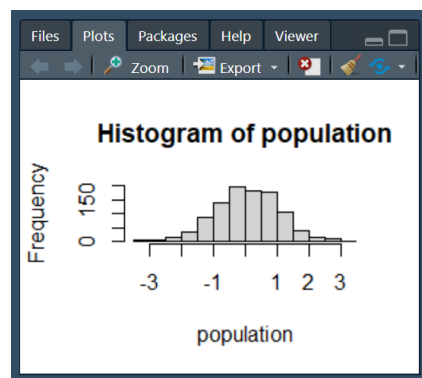 Files Plots Packages Help Viewer
Zoom Export
Histogram of population
Frequency
150
0
-3 -1 1 2 3
population